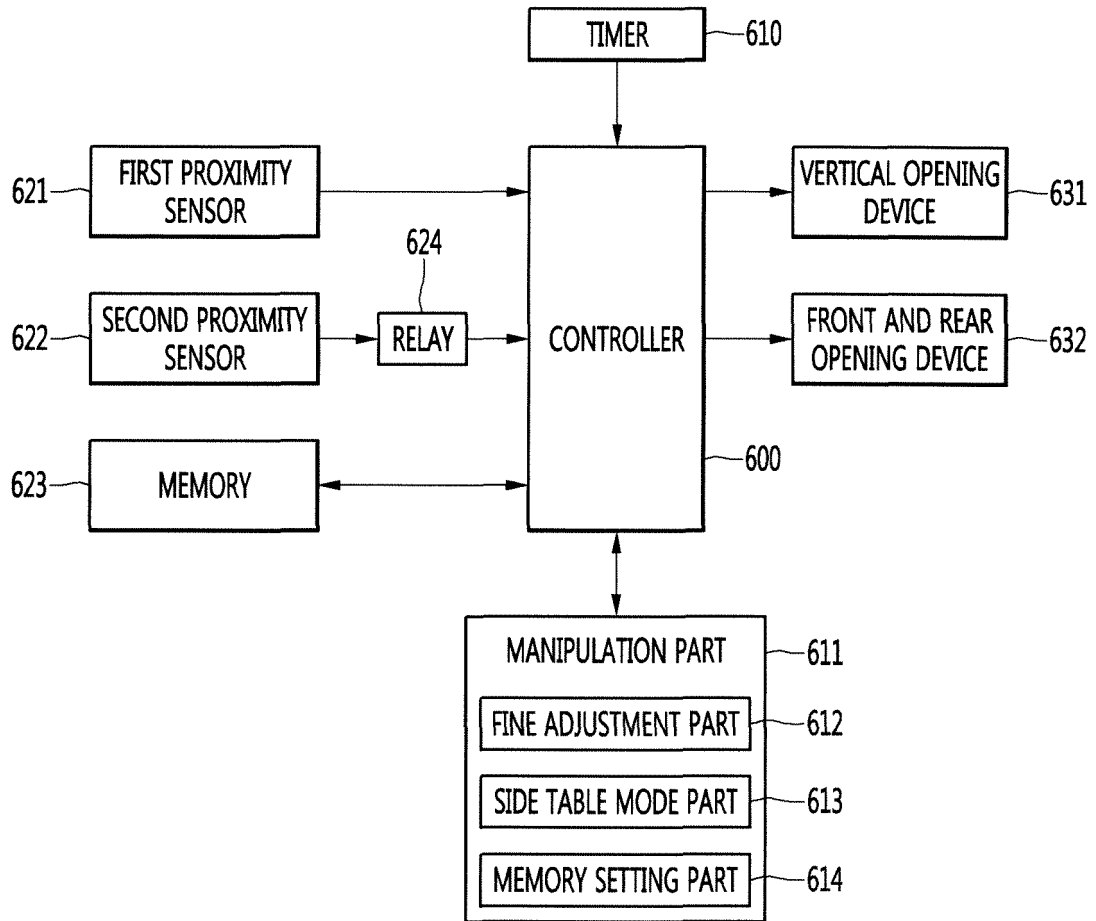 TIMER
610
621
FIRST PROXIMITY
SENSOR
VERTICAL OPENING
DEVICE
631
624
622
SECOND PROXIMITY
SENSOR
RELAY
CONTROLLER
FRONT AND REAR
OPENING DEVICE
632
600
623
MEMORY
MANIPULATION PART
611
FINE ADJUSTMENT PART
612
SIDE TABLE MODE PART
613
MEMORY SETTING PART
614